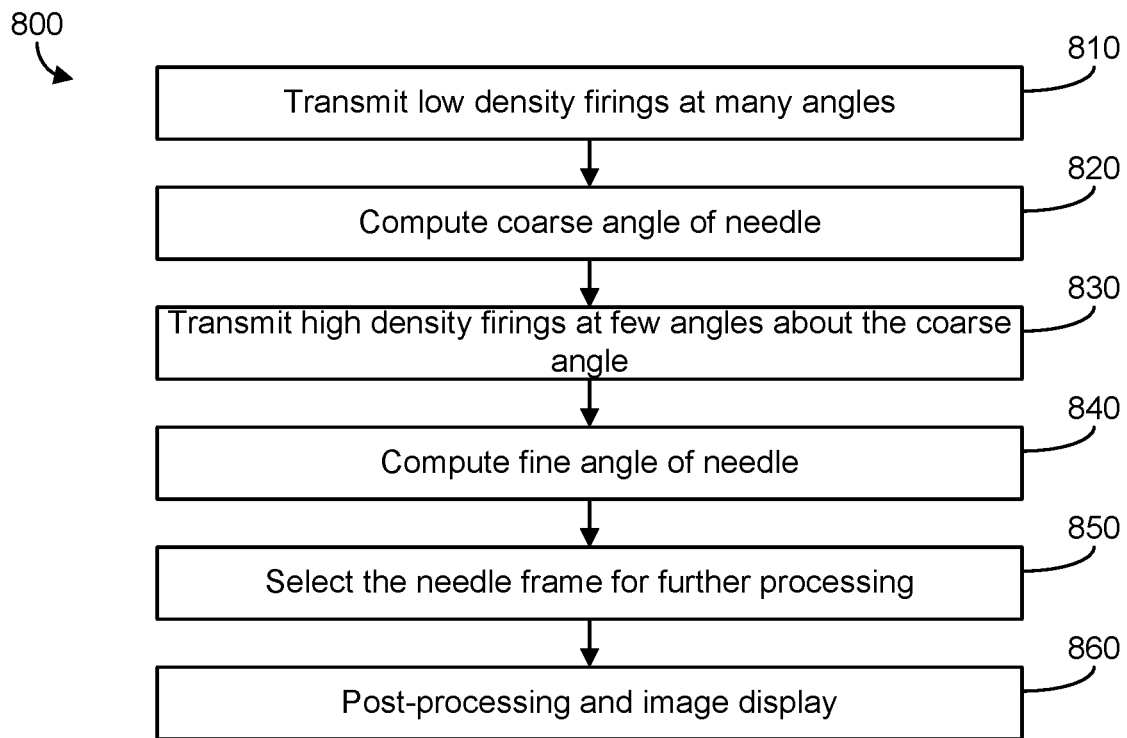 800
810
Transmit low density firings at many angles
820
Compute coarse angle of needle
830
Transmit high density firings at few angles about the coarse
angle
840
Compute fine angle of needle
850
Select the needle frame for further processing
860
Post-processing and image display